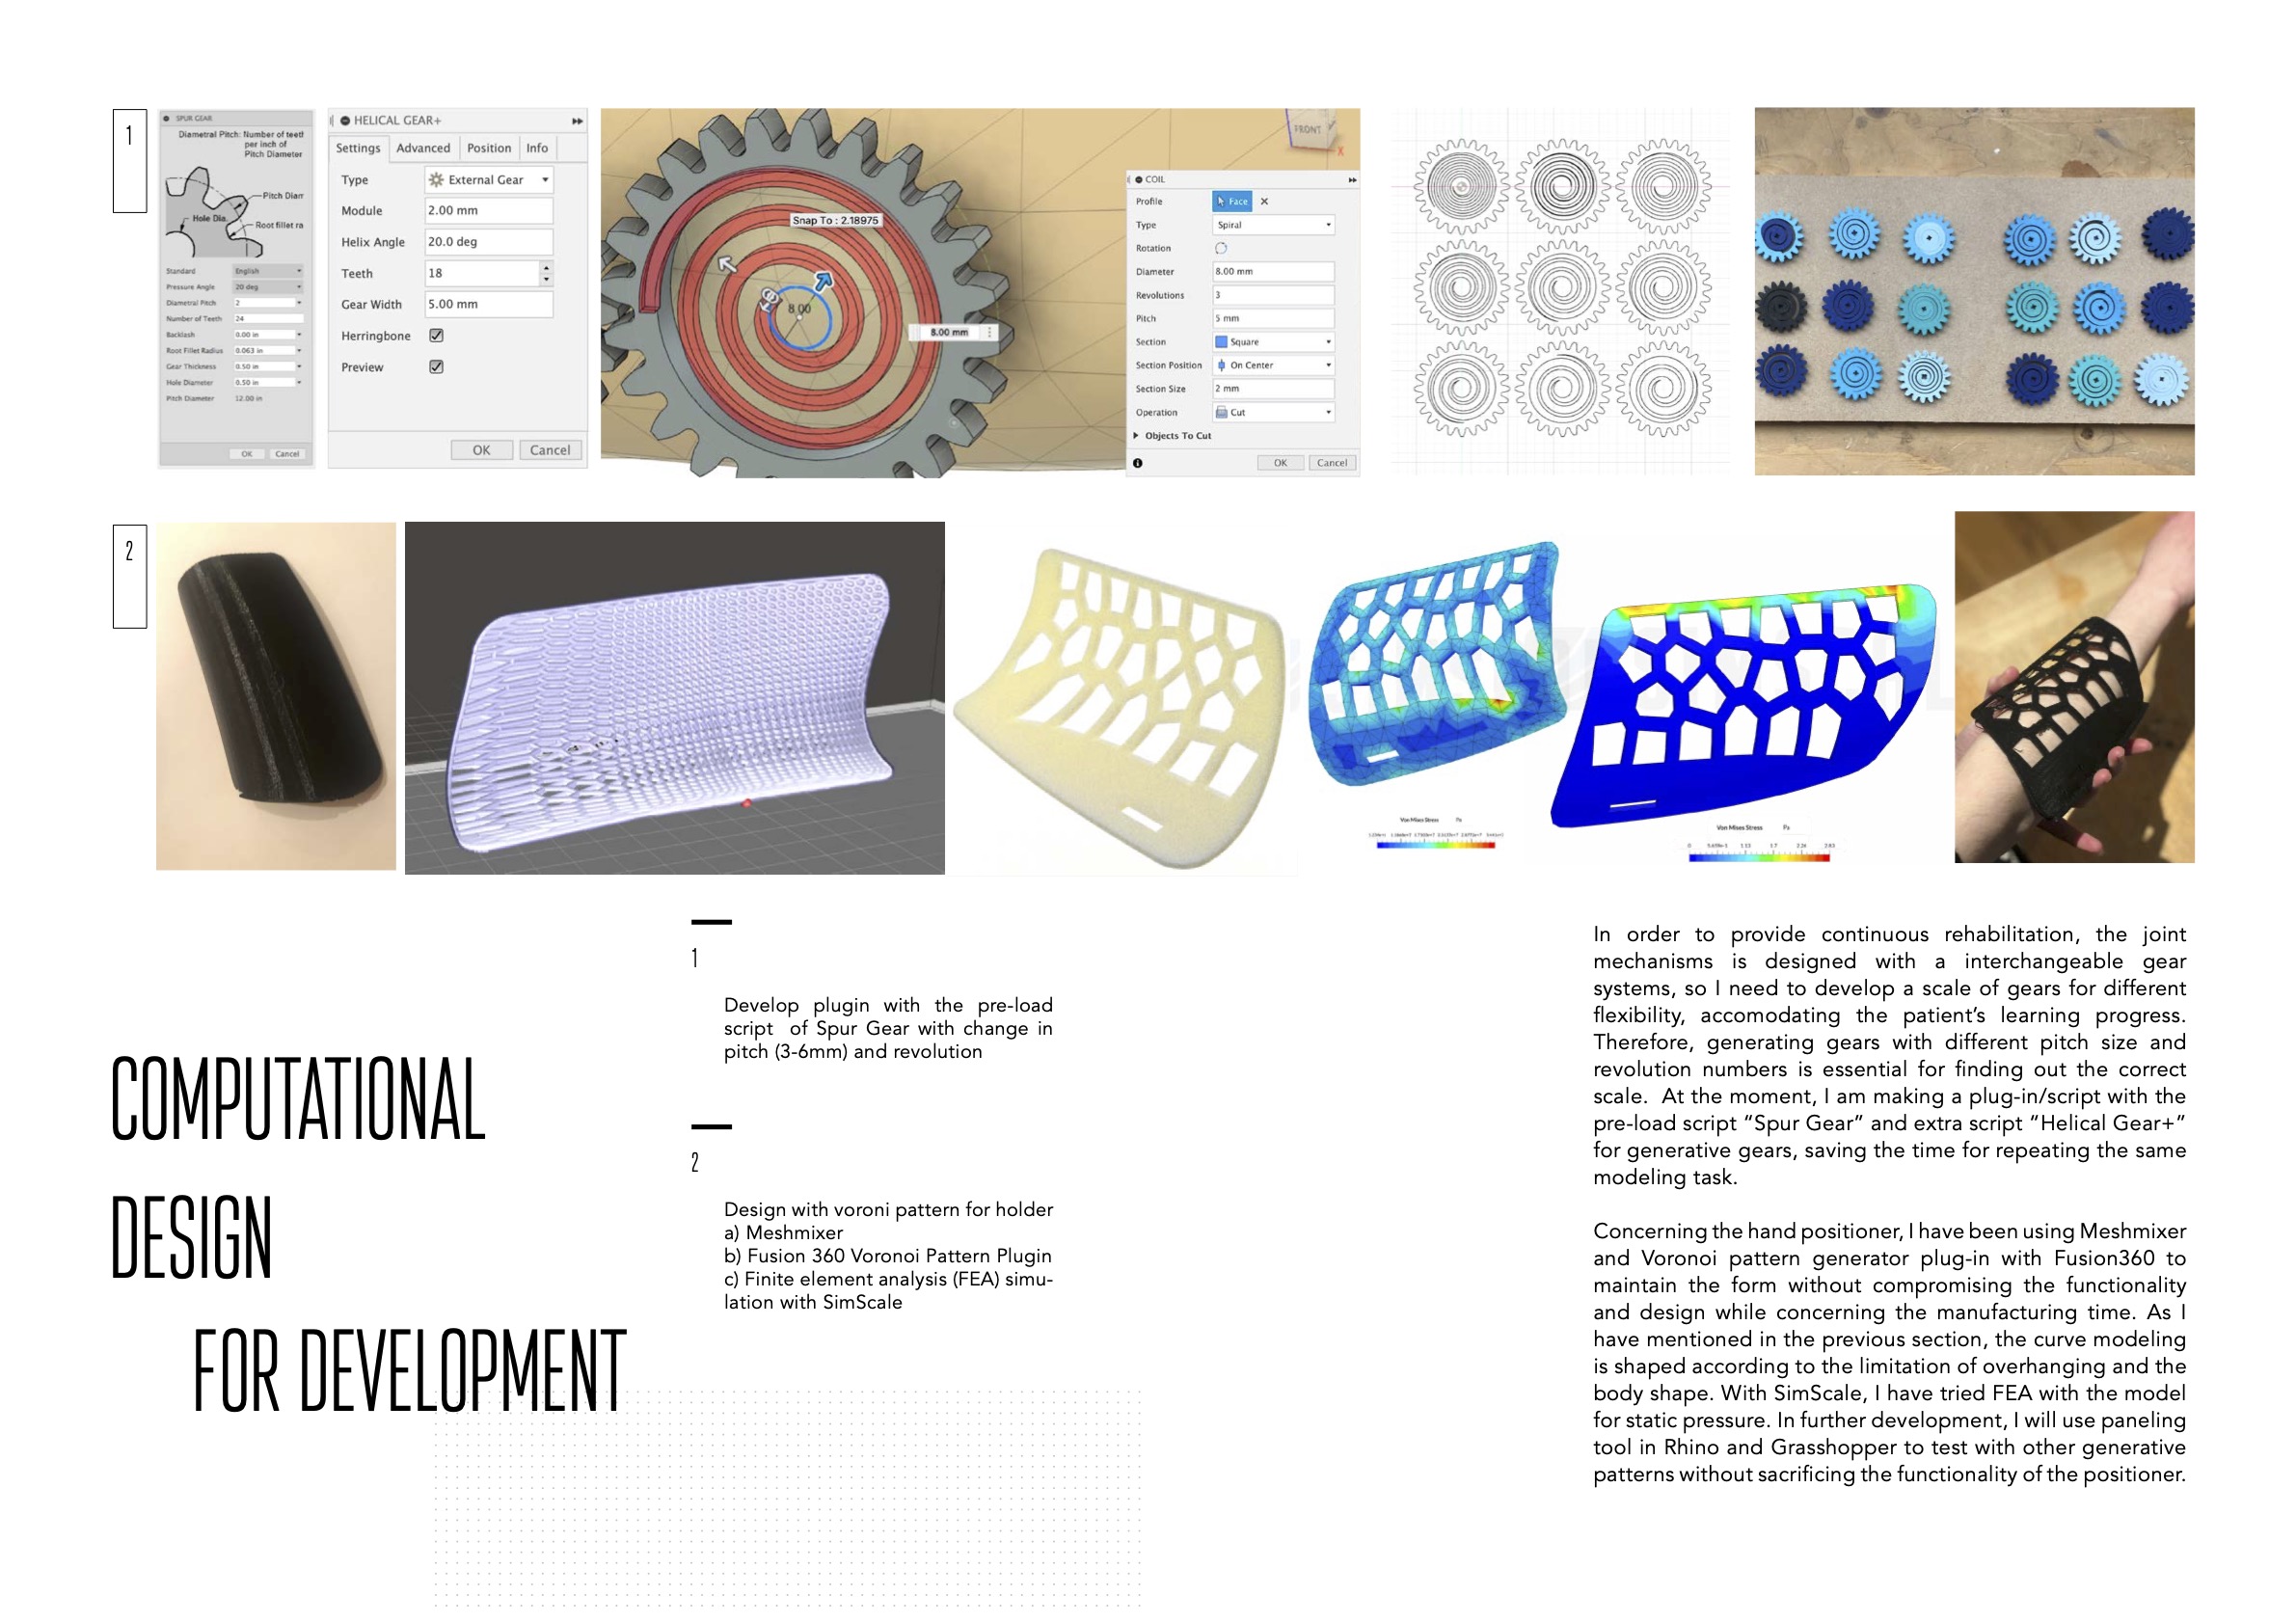 1
SPUR GEAR
Diametral Pitch: Number of teeth
per inch of
Pitch Diameter
Pitch Diam
Hole Dia.
Root fillet ra
Standard English
Pressure Angle 20 deg
Diametral Pitch 2
Number of Teeth 24
Backlash 0.00 in
Root Fillet Radius 0.063 in
Gear Thickness 0.50 in
Hole Diameter 0.50 in
Pitch Diameter 12.00 in
OK Cancel
HELICAL GEAR+
Settings Advanced Position Info
Type External Gear
Module 2.00 mm
Helix Angle 20.0 deg
Teeth 18
Gear Width 5.00 mm
Herringbone
Preview
OK Cancel
Snap To : 2.18975
8.00
8.00 mm
FRONT
X
COIL
Profile Face
Type Spiral
Rotation
Diameter 8.00 mm
Revolutions 3
Pitch 5 mm
Section Square
Section Position On Center
Section Size 2 mm
Operation Cut
Objects To Cut
OK Cancel
2
Von Mises Stress Pa
Von Mises Stress Pa
0 1.13 1.7 2.26 2.83
1
Develop plugin with the pre-load
script of Spur Gear with change in
pitch (3-6mm) and revolution
2
Design with voroni pattern for holder
a) Meshmixer
b) Fusion 360 Voronoi Pattern Plugin
c) Finite element analysis (FEA) simu-
lation with SimScale
COMPUTATIONAL
DESIGN
FOR DEVELOPMENT
In order to provide continuous rehabilitation, the joint
mechanisms is designed with a interchangeable gear
systems, so I need to develop a scale of gears for different
flexibility, accomodating the patient’s learning progress.
Therefore, generating gears with different pitch size and
revolution numbers is essential for finding out the correct
scale. At the moment, I am making a plug-in/script with the
pre-load script “Spur Gear” and extra script “Helical Gear+”
for generative gears, saving the time for repeating the same
modeling task.
Concerning the hand positioner, I have been using Meshmixer
and Voronoi pattern generator plug-in with Fusion360 to
maintain the form without compromising the functionality
and design while concerning the manufacturing time. As I
have mentioned in the previous section, the curve modeling
is shaped according to the limitation of overhanging and the
body shape. With SimScale, I have tried FEA with the model
for static pressure. In further development, I will use paneling
tool in Rhino and Grasshopper to test with other generative
patterns without sacrificing the functionality of the positioner.